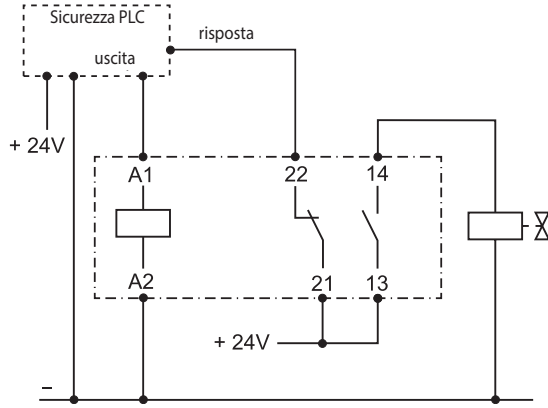 Sicurezza PLC
risposta
uscita
+ 24V
A1
22
14
A2
21
13
+ 24V
–